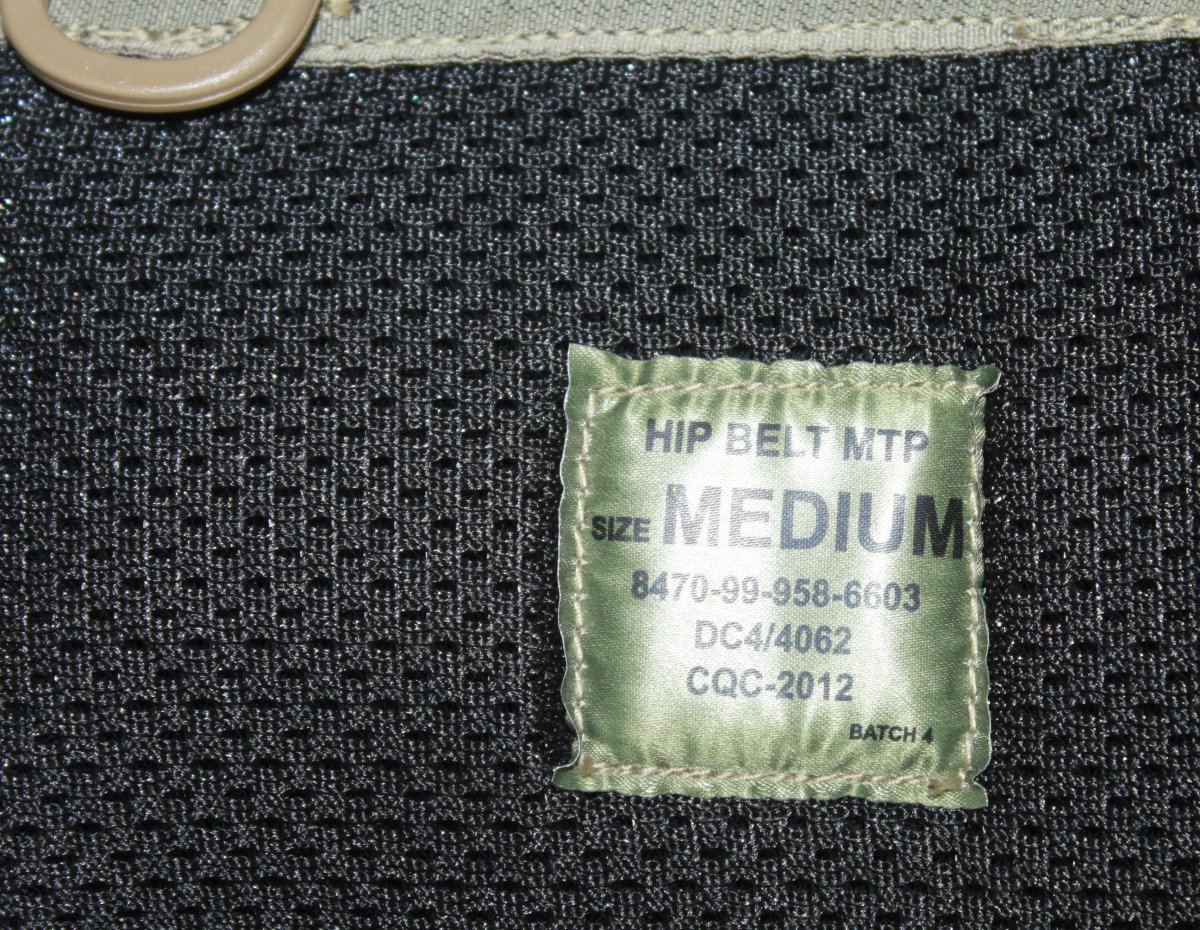 HIP BELT MTP
SIZE MEDIUM
8470-99-958-6603
DC4/4062
CQC-2012
BATCH 4